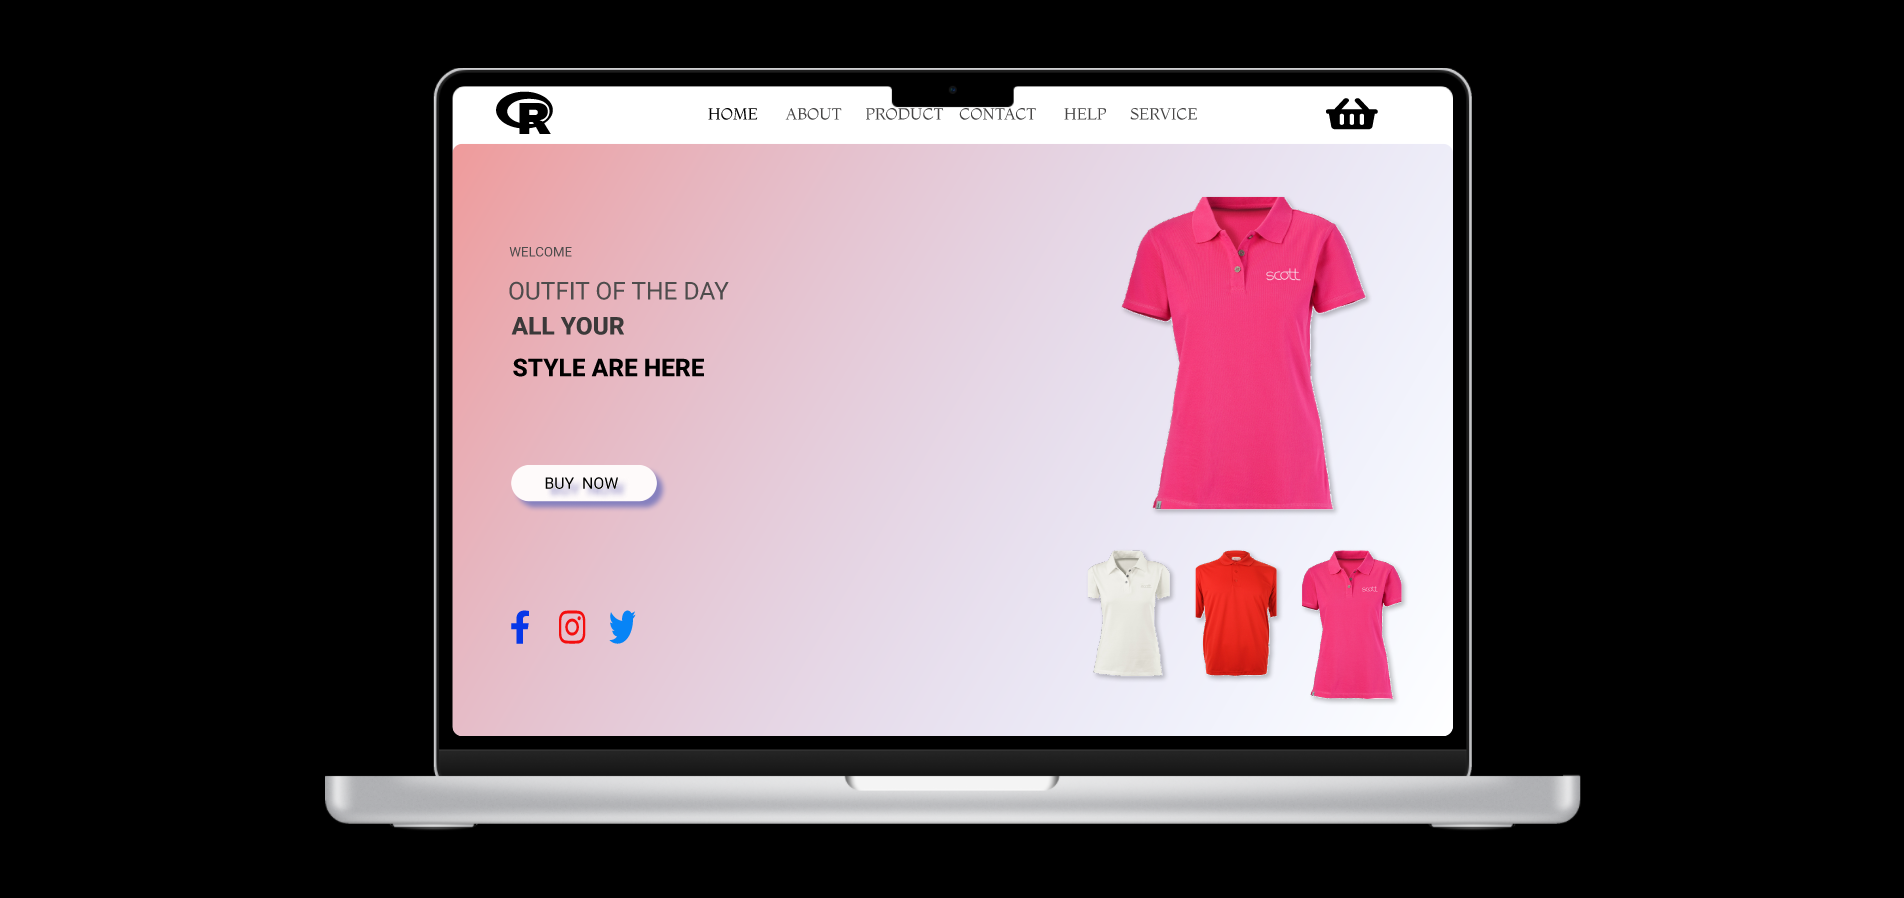 R
HOME ABOUT PRODUCT CONTACT HELP SERVICE
WELCOME
OUTFIT OF THE DAY
ALL YOUR
STYLE ARE HERE
BUY NOW
scott
scott